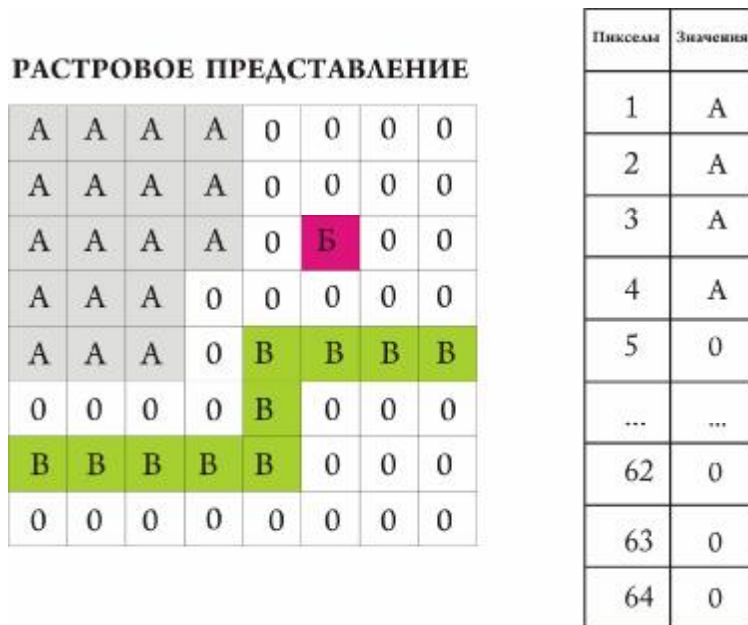 РАСТРОВОЕ ПРЕДСТАВЛЕНИЕ
А А А А 0 0 0 0
А А А А 0 0 0 0
А А А А 0 Б 0 0
А А А 0 0 0 0 0
А А А 0 В В В В
0 0 0 0 В 0 0 0
В В В В В 0 0 0
0 0 0 0 0 0 0 0
Пикселы Значения
1 А
2 А
3 А
4 А
5 0
... ...
62 0
63 0
64 0